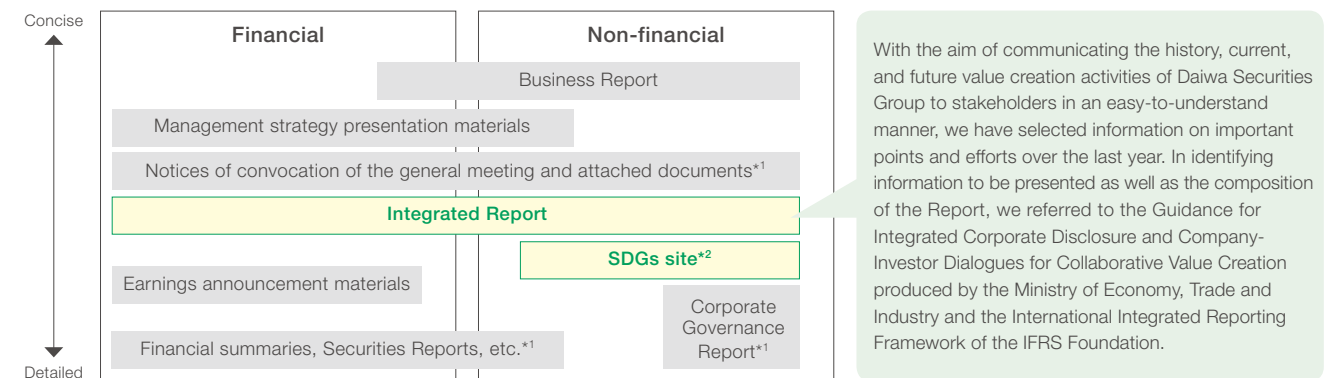 Concise
Financial
Non-financial
Business Report
Management strategy presentation materials
Notices of convocation of the general meeting and attached documents*1
Integrated Report
SDGs site*2
Earnings announcement materials
Corporate
Governance
Report*1
Financial summaries, Securities Reports, etc.*1
Detailed
With the aim of communicating the history, current,
and future value creation activities of Daiwa Securities
Group to stakeholders in an easy-to-understand
manner, we have selected information on important
points and efforts over the last year. In identifying
information to be presented as well as the composition
of the Report, we referred to the Guidance for
Integrated Corporate Disclosure and Company-
Investor Dialogues for Collaborative Value Creation
produced by the Ministry of Economy, Trade and
Industry and the International Integrated Reporting
Framework of the IFRS Foundation.